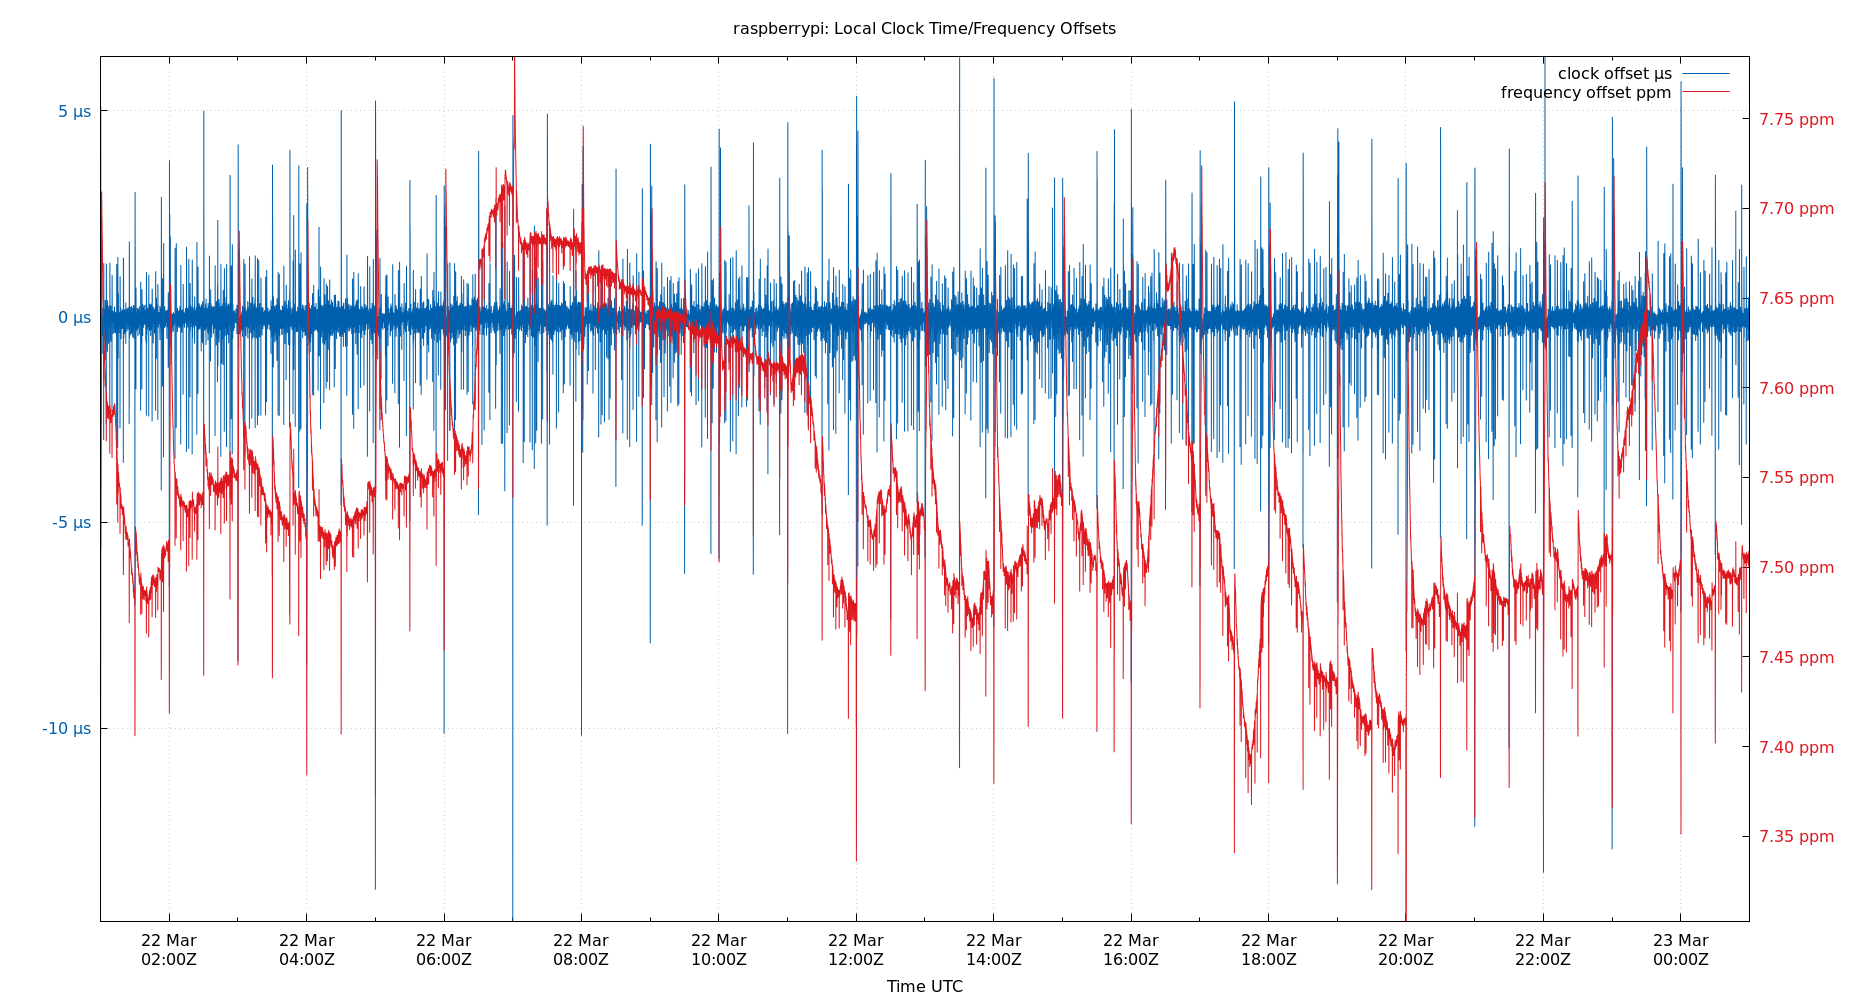 raspberrypi: Local Clock Time/Frequency Offsets
clock offset µs
frequency offset ppm
5 µs
0 µs
-5 µs
-10 µs
7.75 ppm
7.70 ppm
7.65 ppm
7.60 ppm
7.55 ppm
7.50 ppm
7.45 ppm
7.40 ppm
7.35 ppm
22 Mar 22 Mar 22 Mar 22 Mar 22 Mar 22 Mar 22 Mar 22 Mar 22 Mar 22 Mar 22 Mar 23 Mar
02:00Z 04:00Z 06:00Z 08:00Z 10:00Z 12:00Z 14:00Z 16:00Z 18:00Z 20:00Z 22:00Z 00:00Z
Time UTC